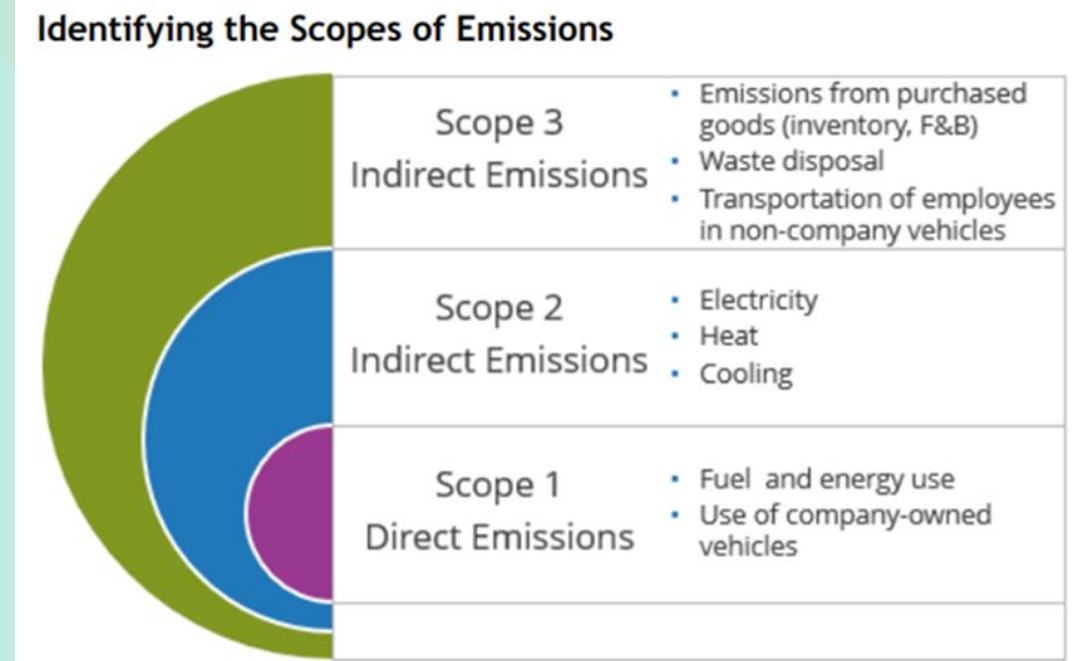 Identifying the Scopes of Emissions
Scope 3
Indirect Emissions
▪ Emissions from purchased
goods (inventory, F&B)
▪ Waste disposal
▪ Transportation of employees
in non-company vehicles
Scope 2
Indirect Emissions
▪ Electricity
▪ Heat
▪ Cooling
Scope 1
Direct Emissions
▪ Fuel and energy use
▪ Use of company-owned
vehicles